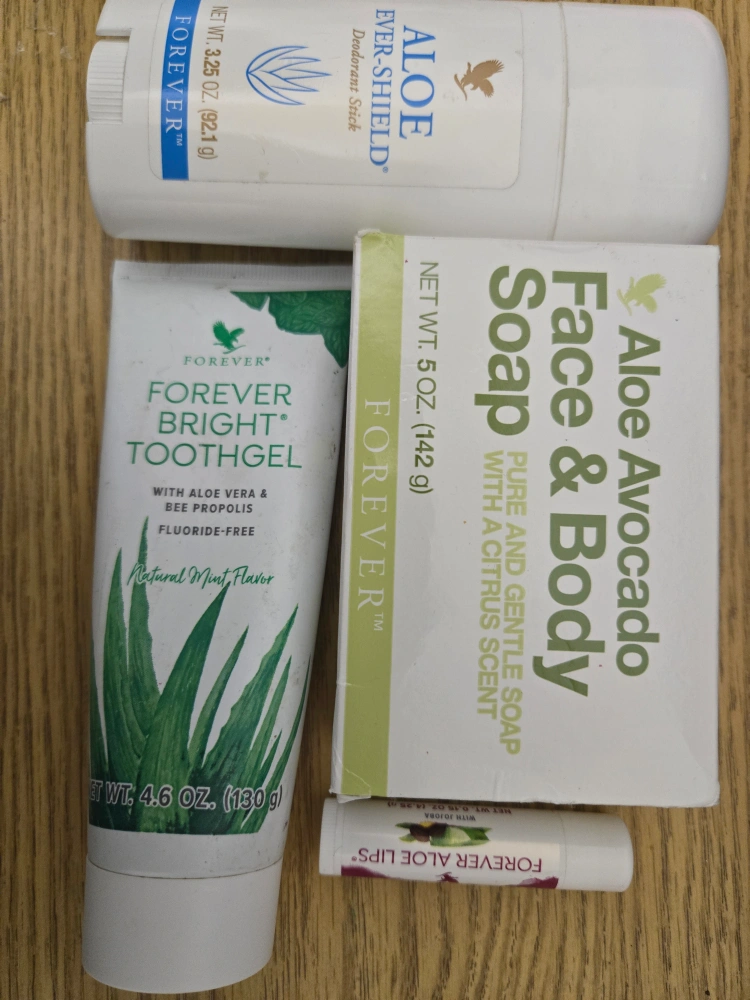 ALOE
EVER-SHIELD®
Deodorant Stick
NET WT. 3.25 OZ. (92.1 g)
FOREVER™
FOREVER®
FOREVER
BRIGHT®
TOOTHGEL
WITH ALOE VERA &
BEE PROPOLIS
FLUORIDE-FREE
Natural Mint Flavor
ET WT. 4.6 OZ. (130 g)
Aloe Avocado
Face & Body
Soap
PURE AND GENTLE SOAP
WITH A CITRUS SCENT
NET WT. 5 OZ. (142 g)
FOREVER™
FOREVER ALOE LIPS®
WITH JOJOBA